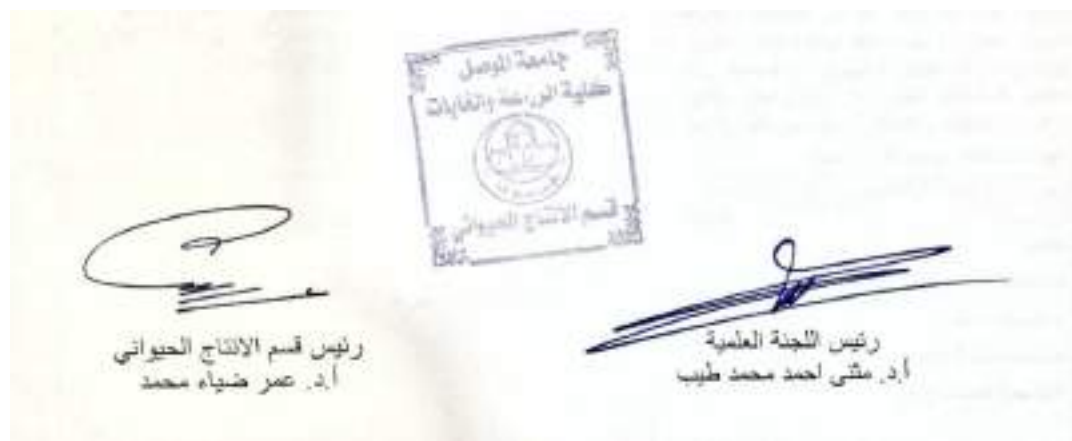 جامعة الموصل
كلية الزراعة والغابات
قسم الانتاج الحيواني
رئيس اللجنة العلمية
أ.د. مثنى احمد محمد طيب
رئيس قسم الانتاج الحيواني
أ.د. عمر ضياء محمد